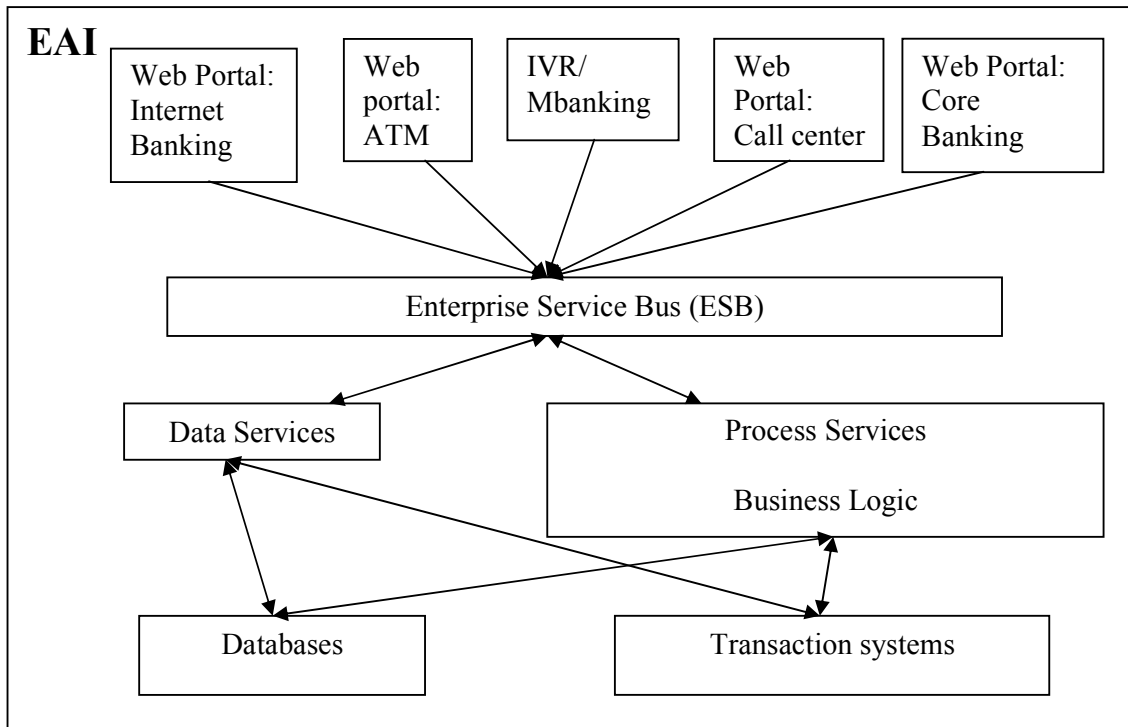 EAI
Web Portal:
Internet
Banking
Web
portal:
ATM
IVR/
Mbanking
Web
Portal:
Call center
Web Portal:
Core
Banking
Enterprise Service Bus (ESB)
Data Services
Process Services
Business Logic
Databases
Transaction systems